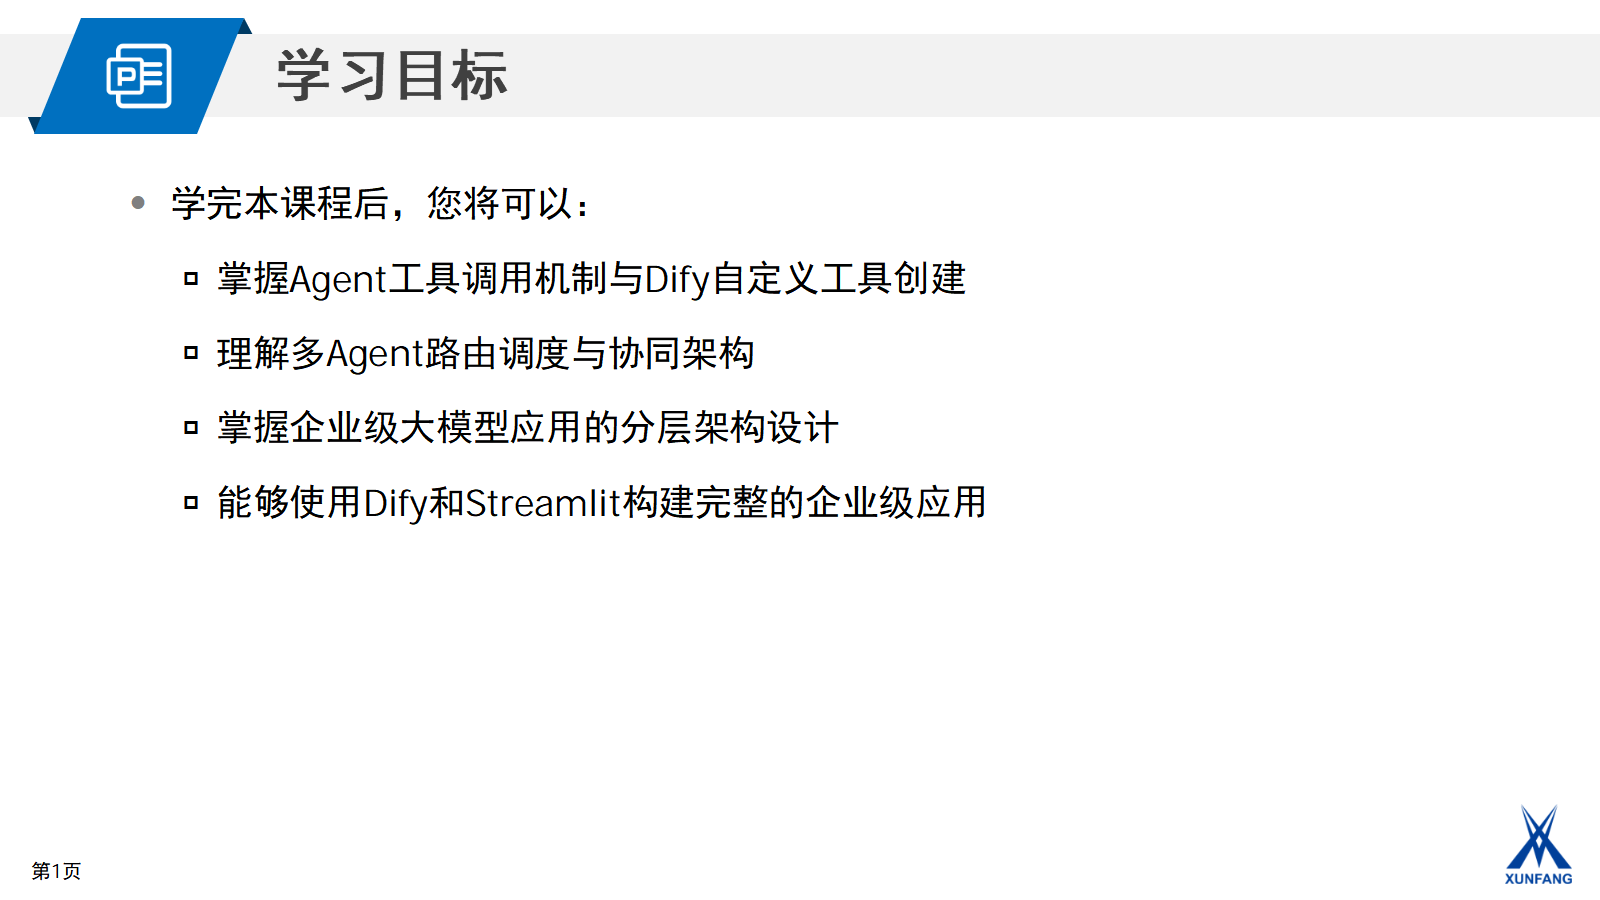 学习目标
学完本课程后，您将可以：
掌握Agent工具调用机制与Dify自定义工具创建
理解多Agent路由调度与协同架构
掌握企业级大模型应用的分层架构设计
能够使用Dify和Streamlit构建完整的企业级应用
第1页
XUNFANG